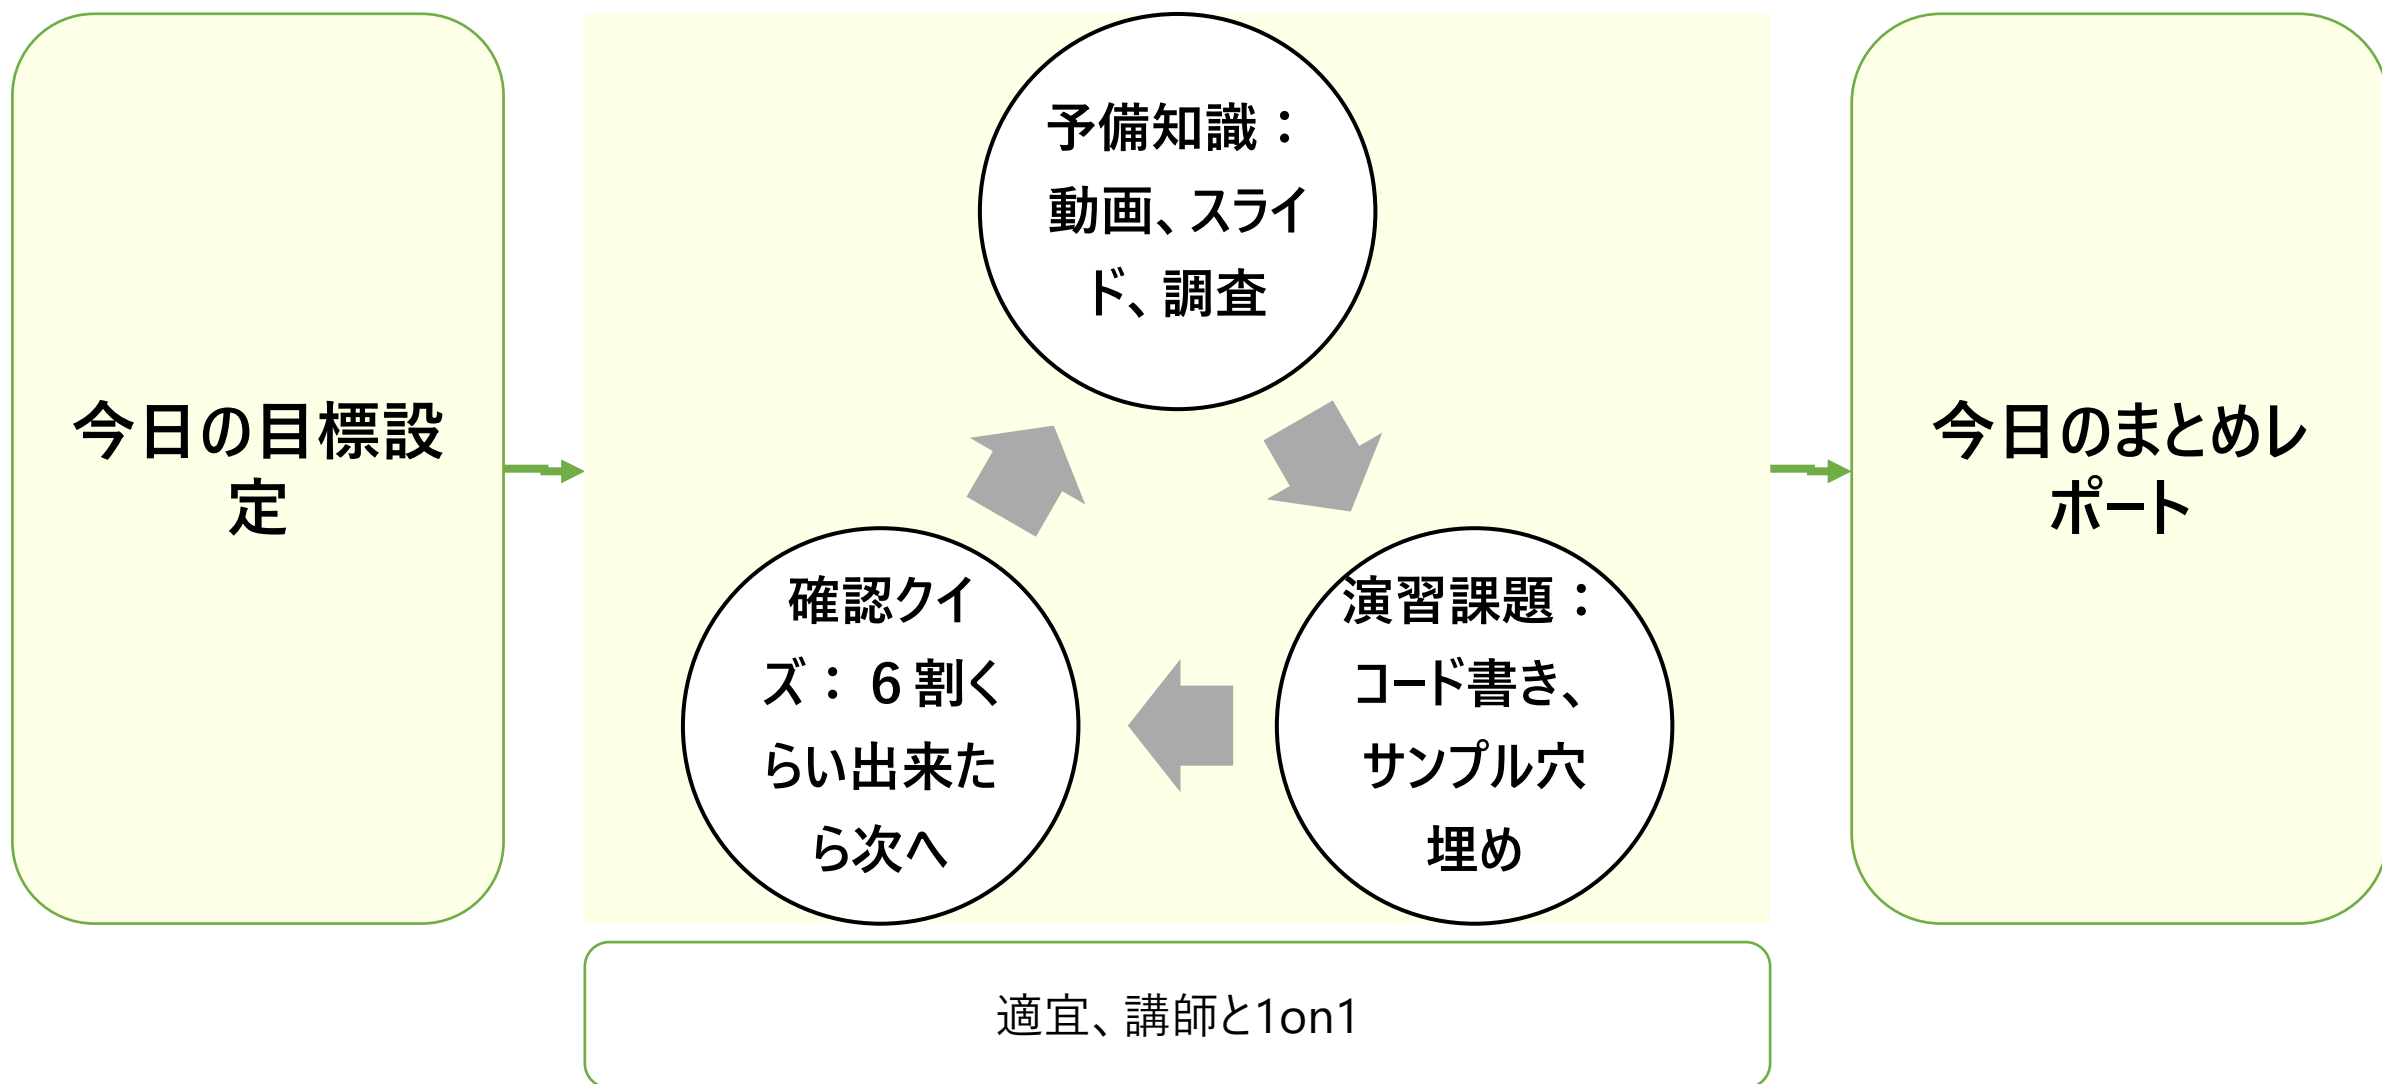 今日の目標設
定
予備知識：
動画、スライ
ド、調査
演習課題：
コード書き、
サンプル穴
埋め
確認クイ
ズ：６割く
らい出来た
ら次へ
適宜、講師と1on1
今日のまとめレ
ポート